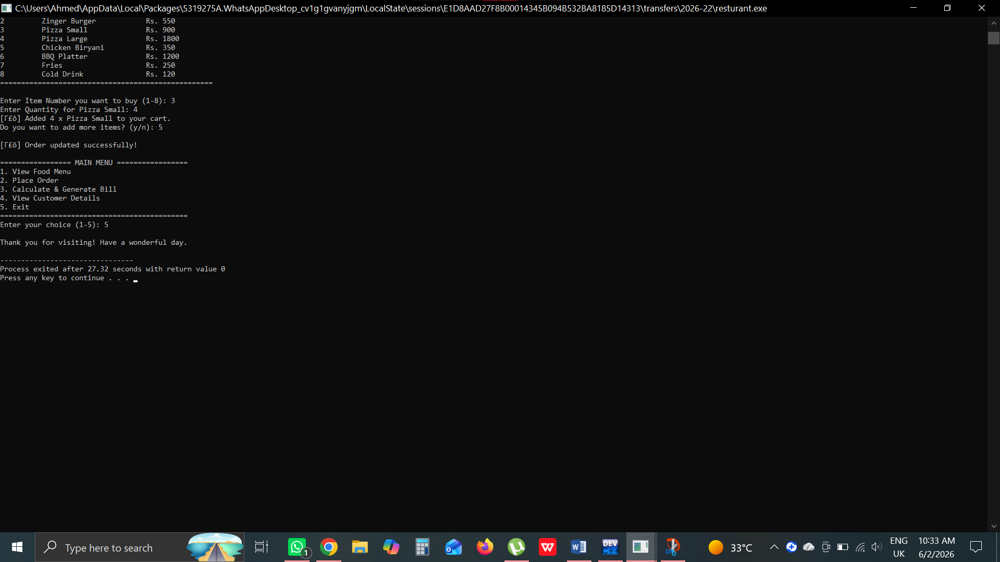 C:\Users\Ahmed\AppData\Local\Packages\5319275A.WhatsAppDesktop_cv1g1gvanyjgm\LocalState\sessions\E1D8AAD27F8B00014345B094B532BA8185D14313\transfers\2026-22\resturant.exe
2 Zinger Burger Rs. 550
3 Pizza Small Rs. 900
4 Pizza Large Rs. 1800
5 Chicken Biryani Rs. 350
6 BBQ Platter Rs. 1200
7 Fries Rs. 250
8 Cold Drink Rs. 120
===================================================
Enter Item Number you want to buy (1-8): 3
Enter Quantity for Pizza Small: 4
[Γ£ô] Added 4 x Pizza Small to your cart.
Do you want to add more items? (y/n): 5
[Γ£ô] Order updated successfully!
================= MAIN MENU =================
1. View Food Menu
2. Place Order
3. Calculate & Generate Bill
4. View Customer Details
5. Exit
=============================================
Enter your choice (1-5): 5
Thank you for visiting! Have a wonderful day.
--------------------------------
Process exited after 27.32 seconds with return value 0
Press any key to continue . . .
Type here to search
1
W
DEV
33°C
ENG
UK
10:33 AM
6/2/2026